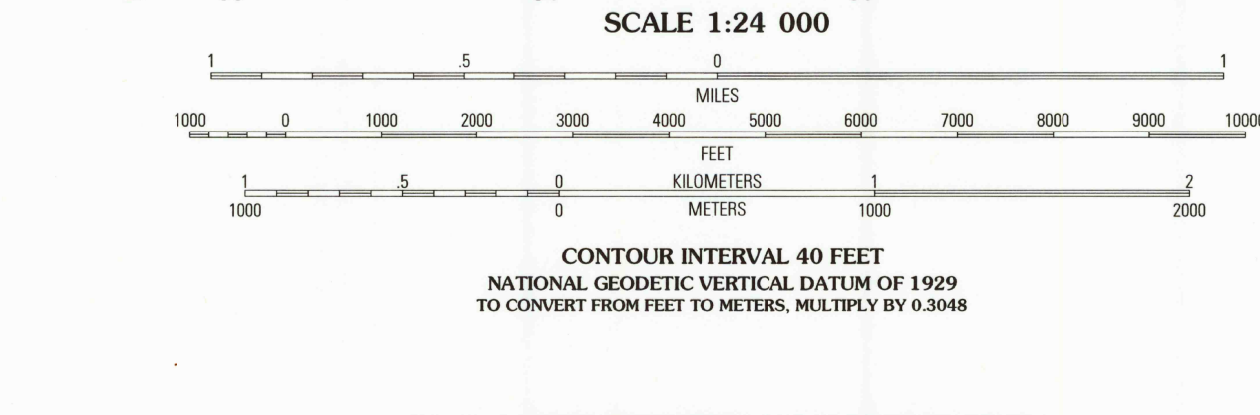 SCALE 1:24 000
1 .5 0 1
MILES
1000 0 1000 2000 3000 4000 5000 6000 7000 8000 9000 1000
FEET
1 .5 0 KILOMETERS 1 2
1000 0 METERS 1000 2000
CONTOUR INTERVAL 40 FEET
NATIONAL GEODETIC VERTICAL DATUM OF 1929
TO CONVERT FROM FEET TO METERS, MULTIPLY BY 0.3048